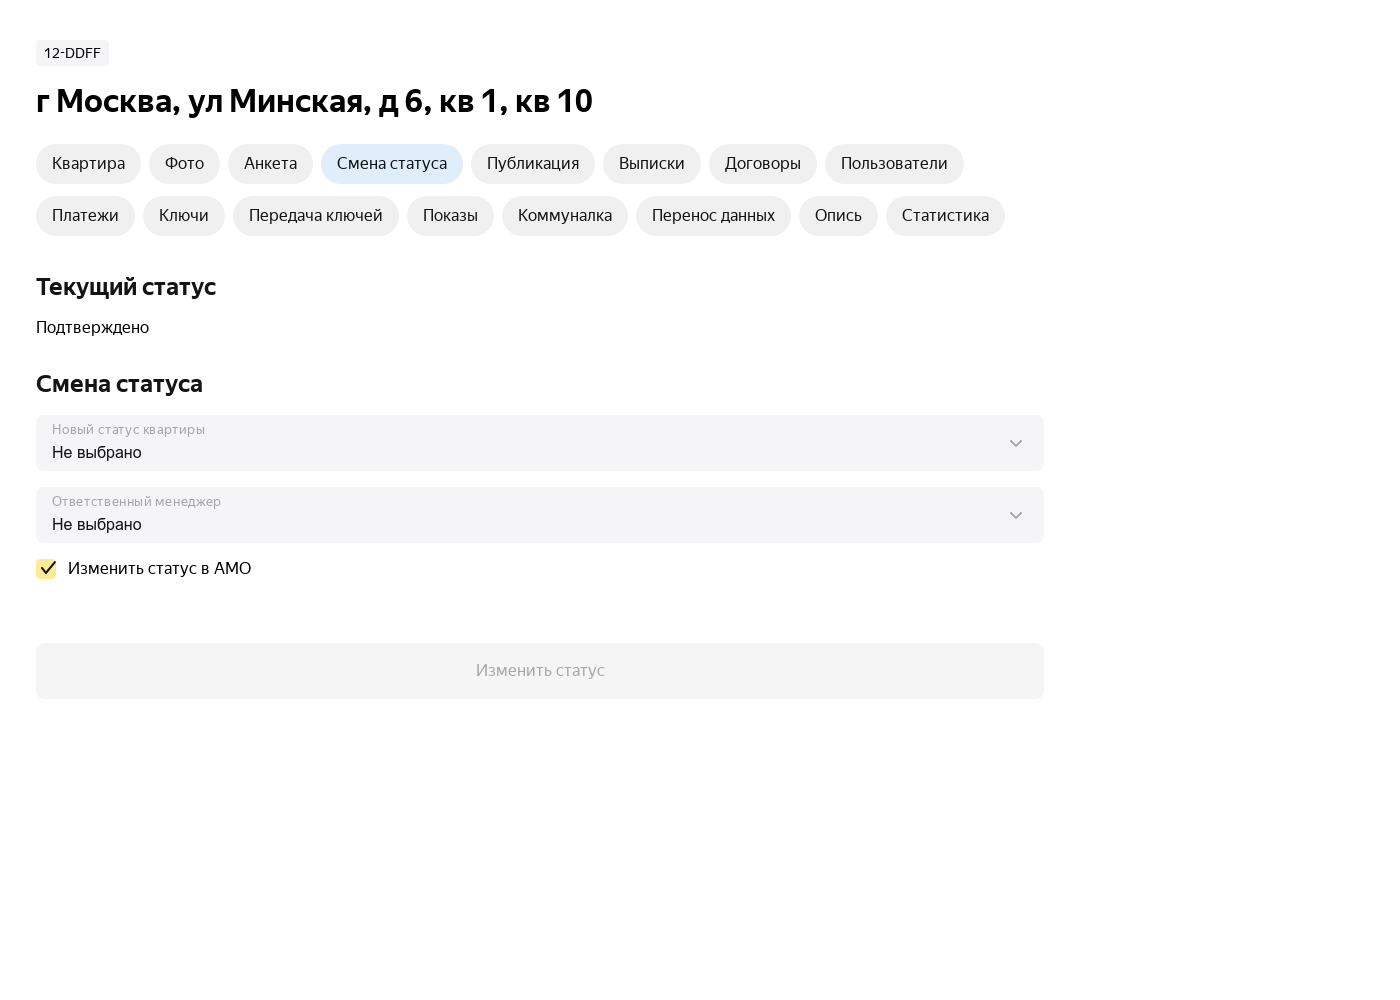 12-DDFF
г Москва, ул Минская, д 6, кв 1, кв 10
Квартира Фото Анкета Смена статуса Публикация Выписки Договоры Пользователи
Платежи Ключи Передача ключей Показы Коммуналка Перенос данных Опись Статистика
Текущий статус
Подтверждено
Смена статуса
Новый статус квартиры
Не выбрано
Ответственный менеджер
Не выбрано
Изменить статус в АМО
Изменить статус